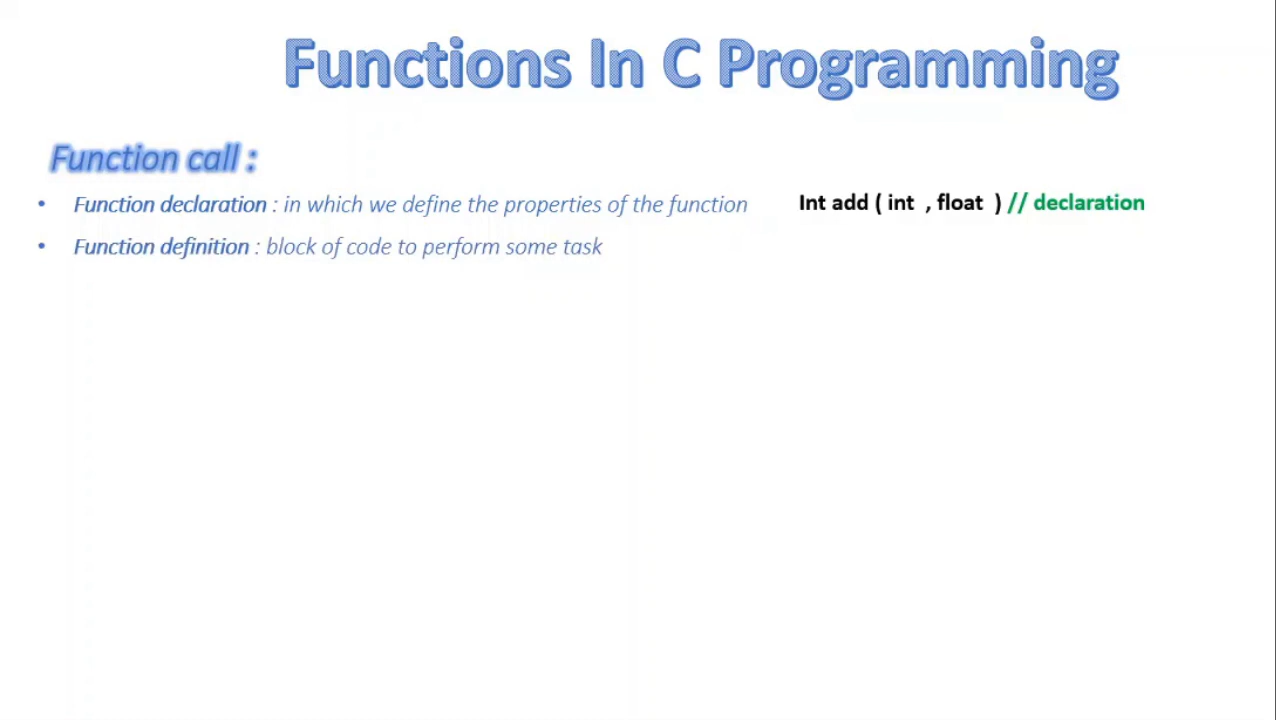 Functions In C Programming
Function call :
• Function declaration : in which we define the properties of the function
Int add ( int , float ) // declaration
• Function definition : block of code to perform some task